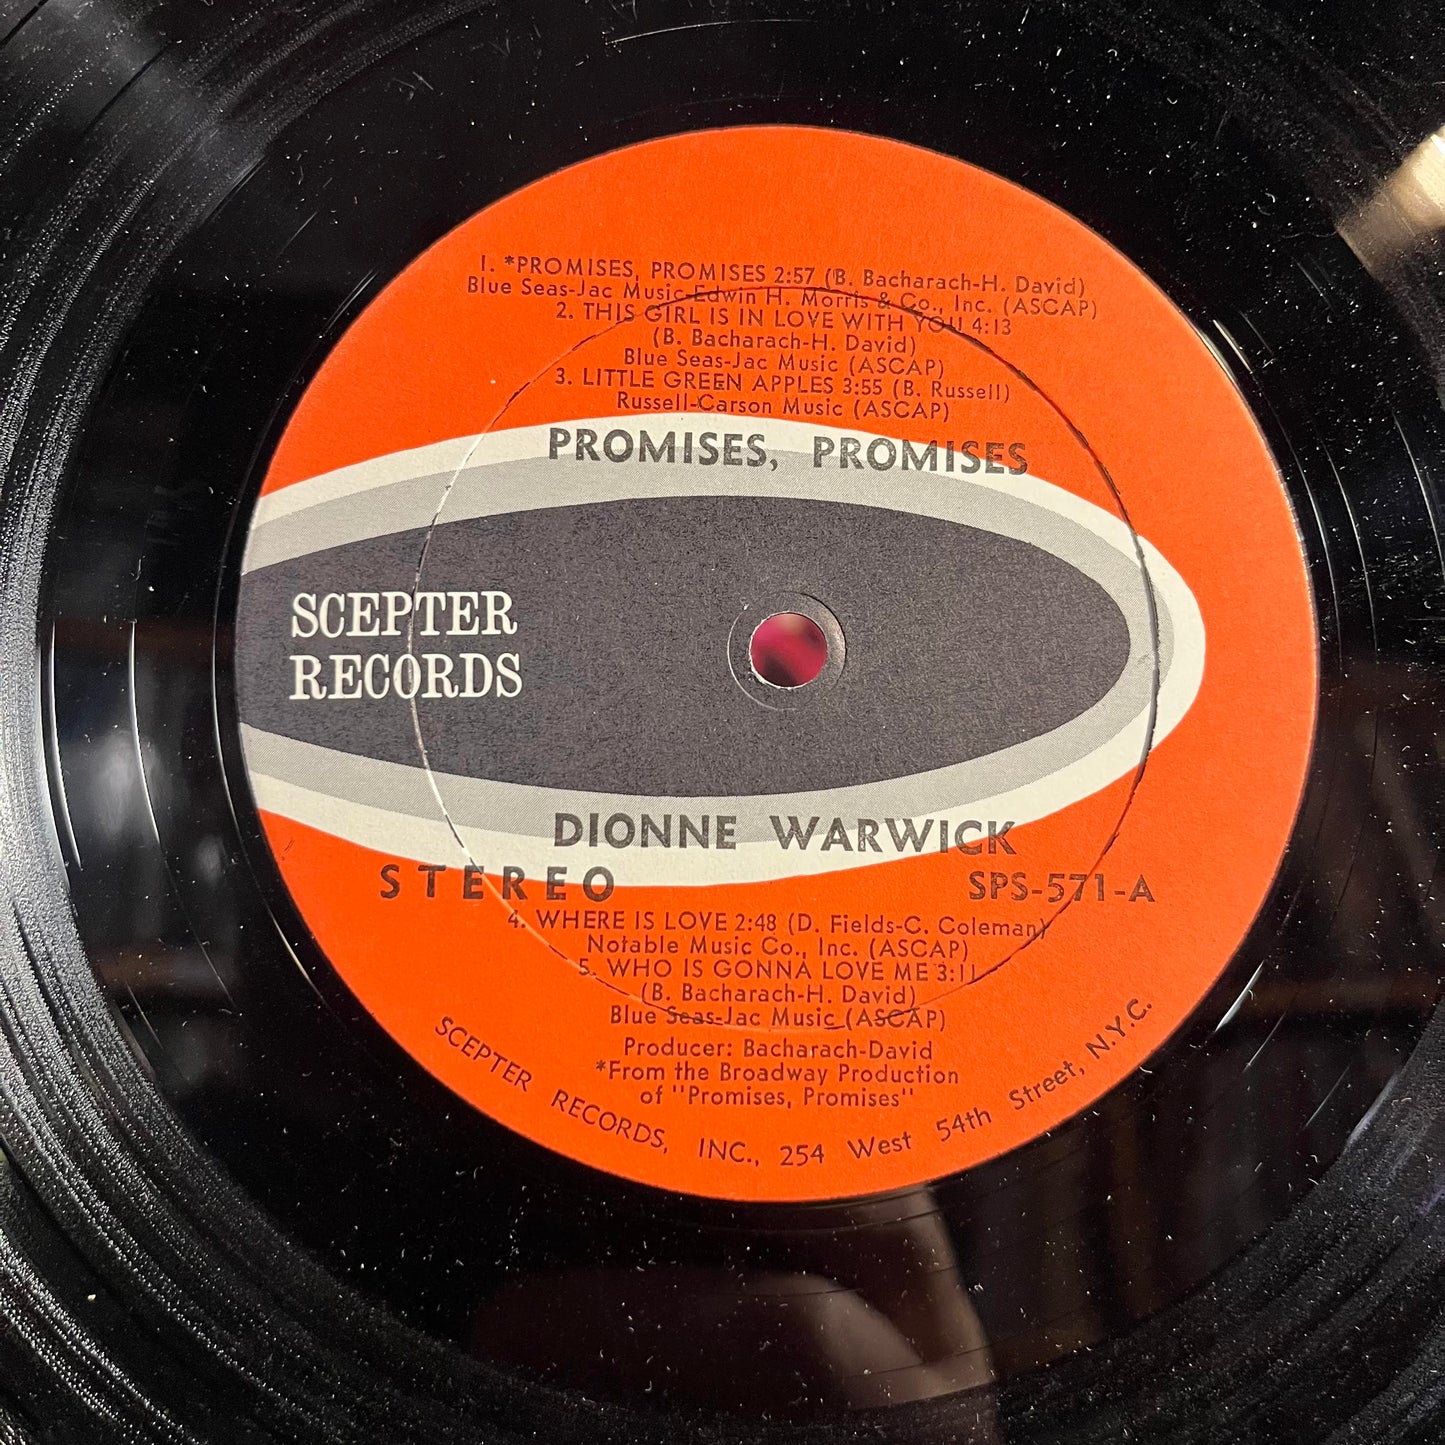 1. *PROMISES, PROMISES 2:57 (B. Bacharach-H. David)
Blue Seas-Jac Music-Edwin H. Morris & Co., Inc. (ASCAP)
2. THIS GIRL IS IN LOVE WITH YOU 4:13
(B. Bacharach-H. David)
Blue Seas-Jac Music (ASCAP)
3. LITTLE GREEN APPLES 3:55 (B. Russell)
Russell-Carson Music (ASCAP)
PROMISES, PROMISES
SCEPTER
RECORDS
DIONNE WARWICK
STEREO SPS-571-A
4. WHERE IS LOVE 2:48 (D. Fields-C. Coleman)
Notable Music Co., Inc. (ASCAP)
5. WHO IS GONNA LOVE ME 3:11
(B. Bacharach-H. David)
Blue Seas-Jac Music (ASCAP)
Producer: Bacharach-David
*From the Broadway Production
of "Promises, Promises"
SCEPTER RECORDS, INC., 254 West 54th Street, N.Y.C.